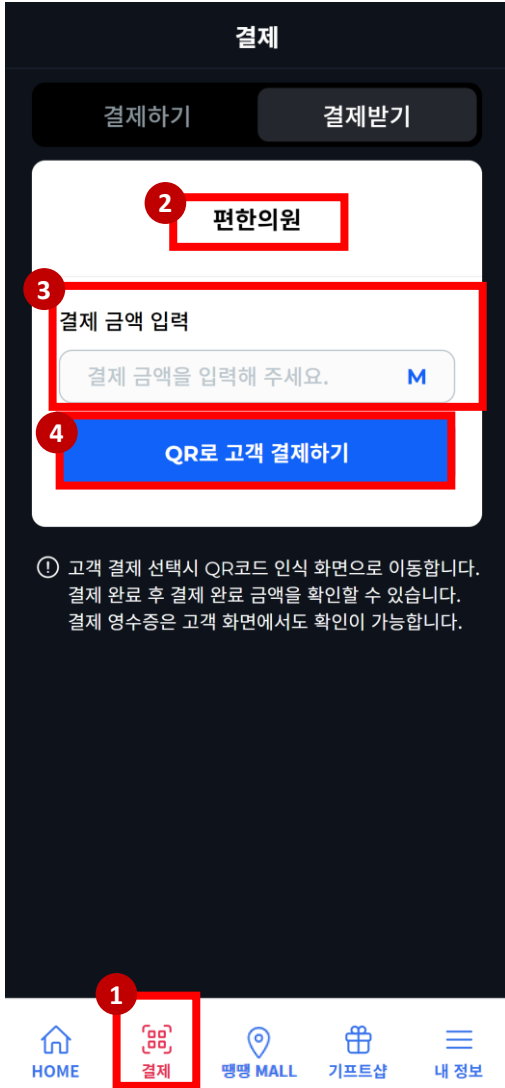 결제
결제하기 결제받기
2
편한의원
3
결제 금액 입력
결제 금액을 입력해 주세요. M
4
QR로 고객 결제하기
! 고객 결제 선택시 QR코드 인식 화면으로 이동합니다.
결제 완료 후 결제 완료 금액을 확인할 수 있습니다.
결제 영수증은 고객 화면에서도 확인이 가능합니다.
1
HOME 결제 땡땡 MALL 기프트샵 내 정보